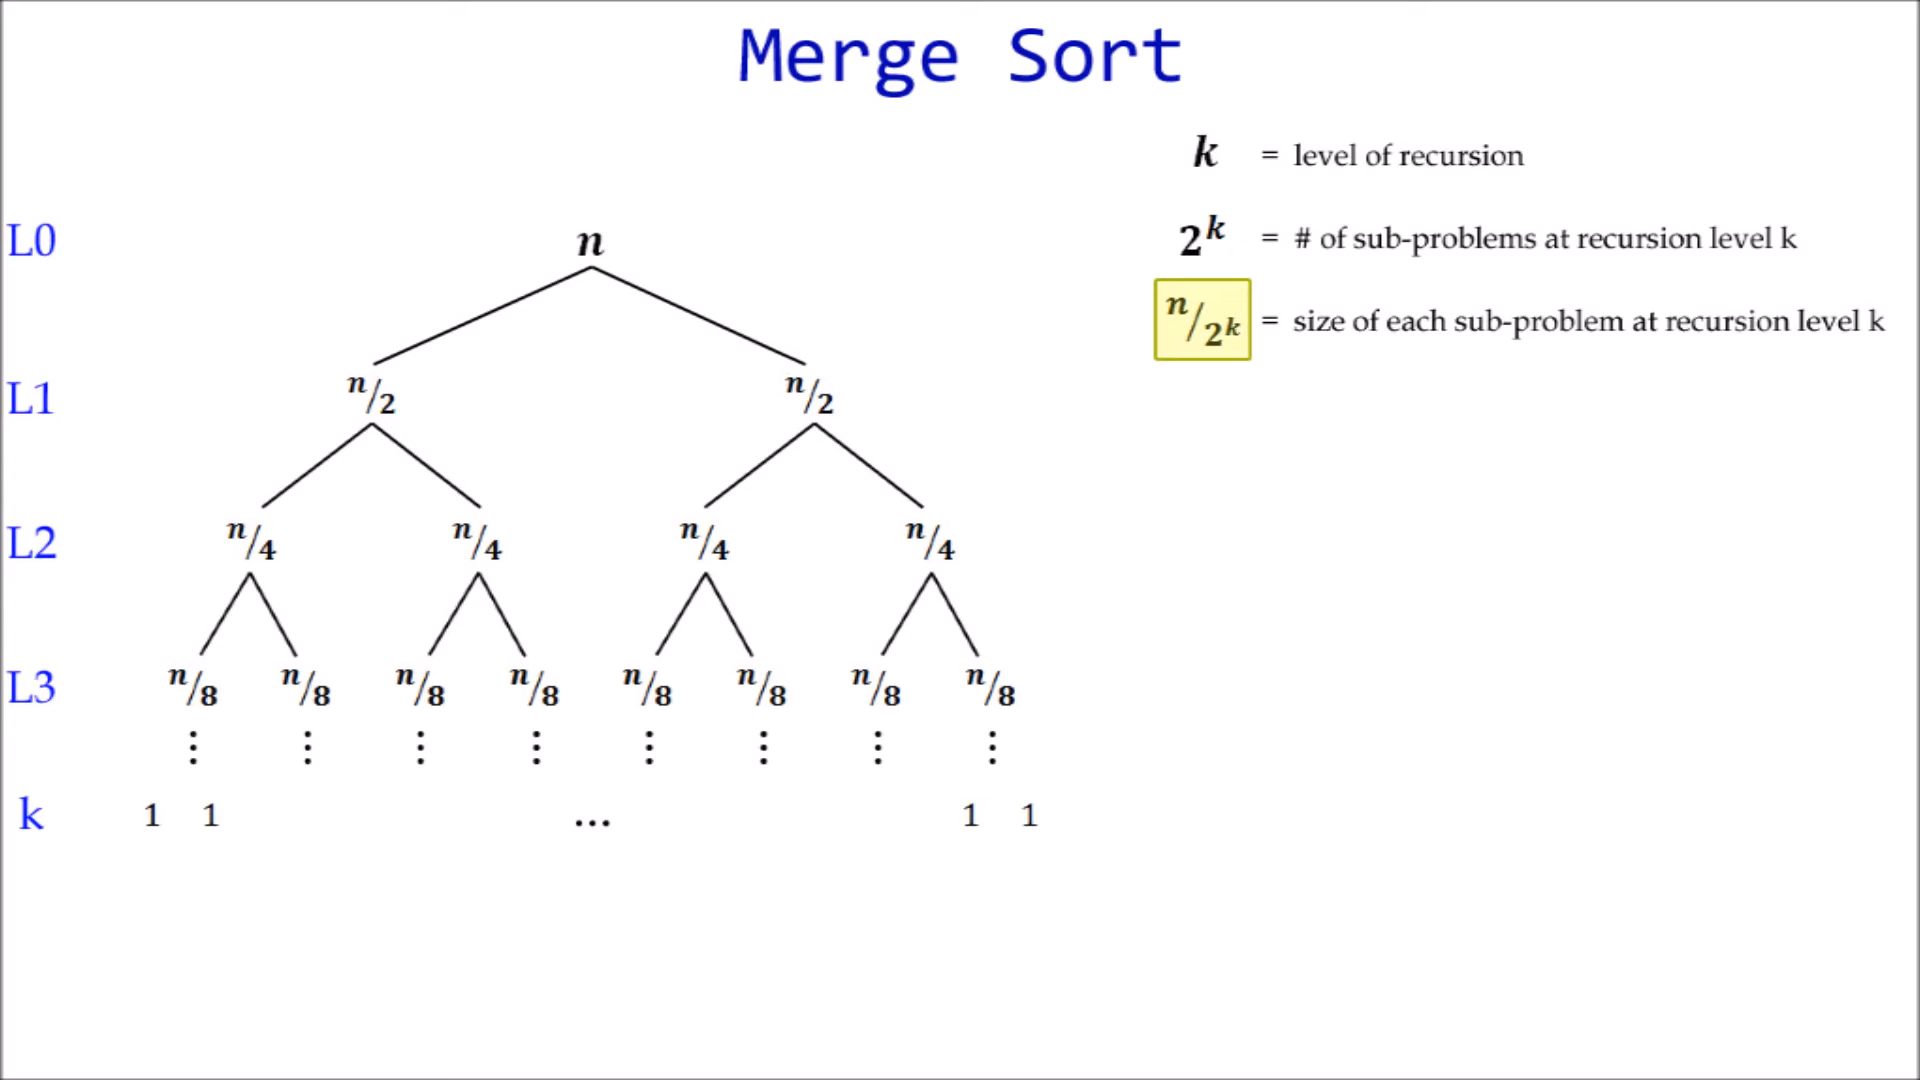 Merge Sort
k = level of recursion
2^k = # of sub-problems at recursion level k
n/2^k = size of each sub-problem at recursion level k
L0 n
L1 n/2 n/2
L2 n/4 n/4 n/4 n/4
L3 n/8 n/8 n/8 n/8 n/8 n/8 n/8 n/8
⋮ ⋮ ⋮ ⋮ ⋮ ⋮ ⋮ ⋮
k 1 1 ... 1 1